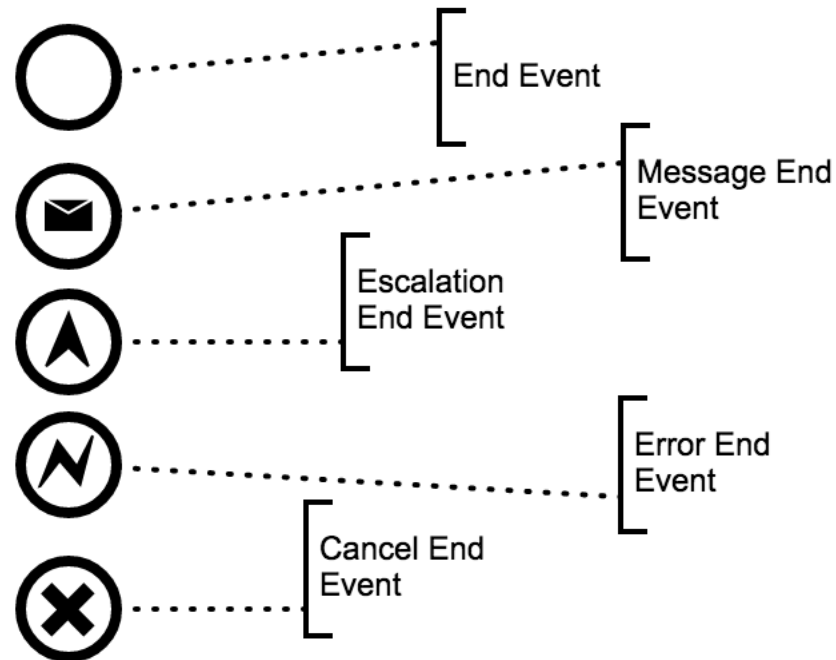 End Event
Message End
Event
Escalation
End Event
Error End
Event
Cancel End
Event